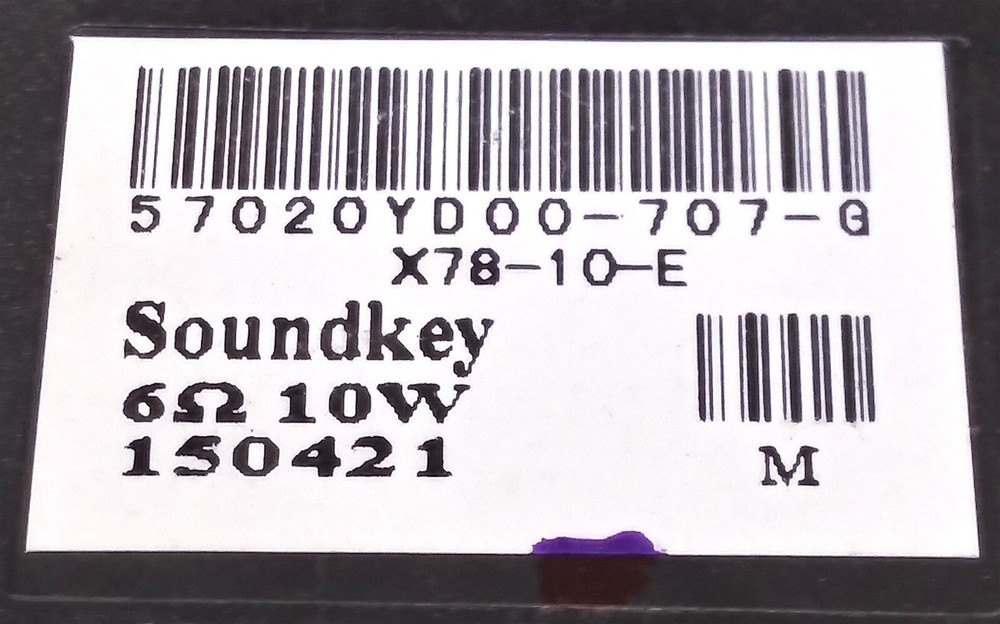 57020YD00-707-G
X78-10-E
Soundkey
6Ω 10W
150421
M